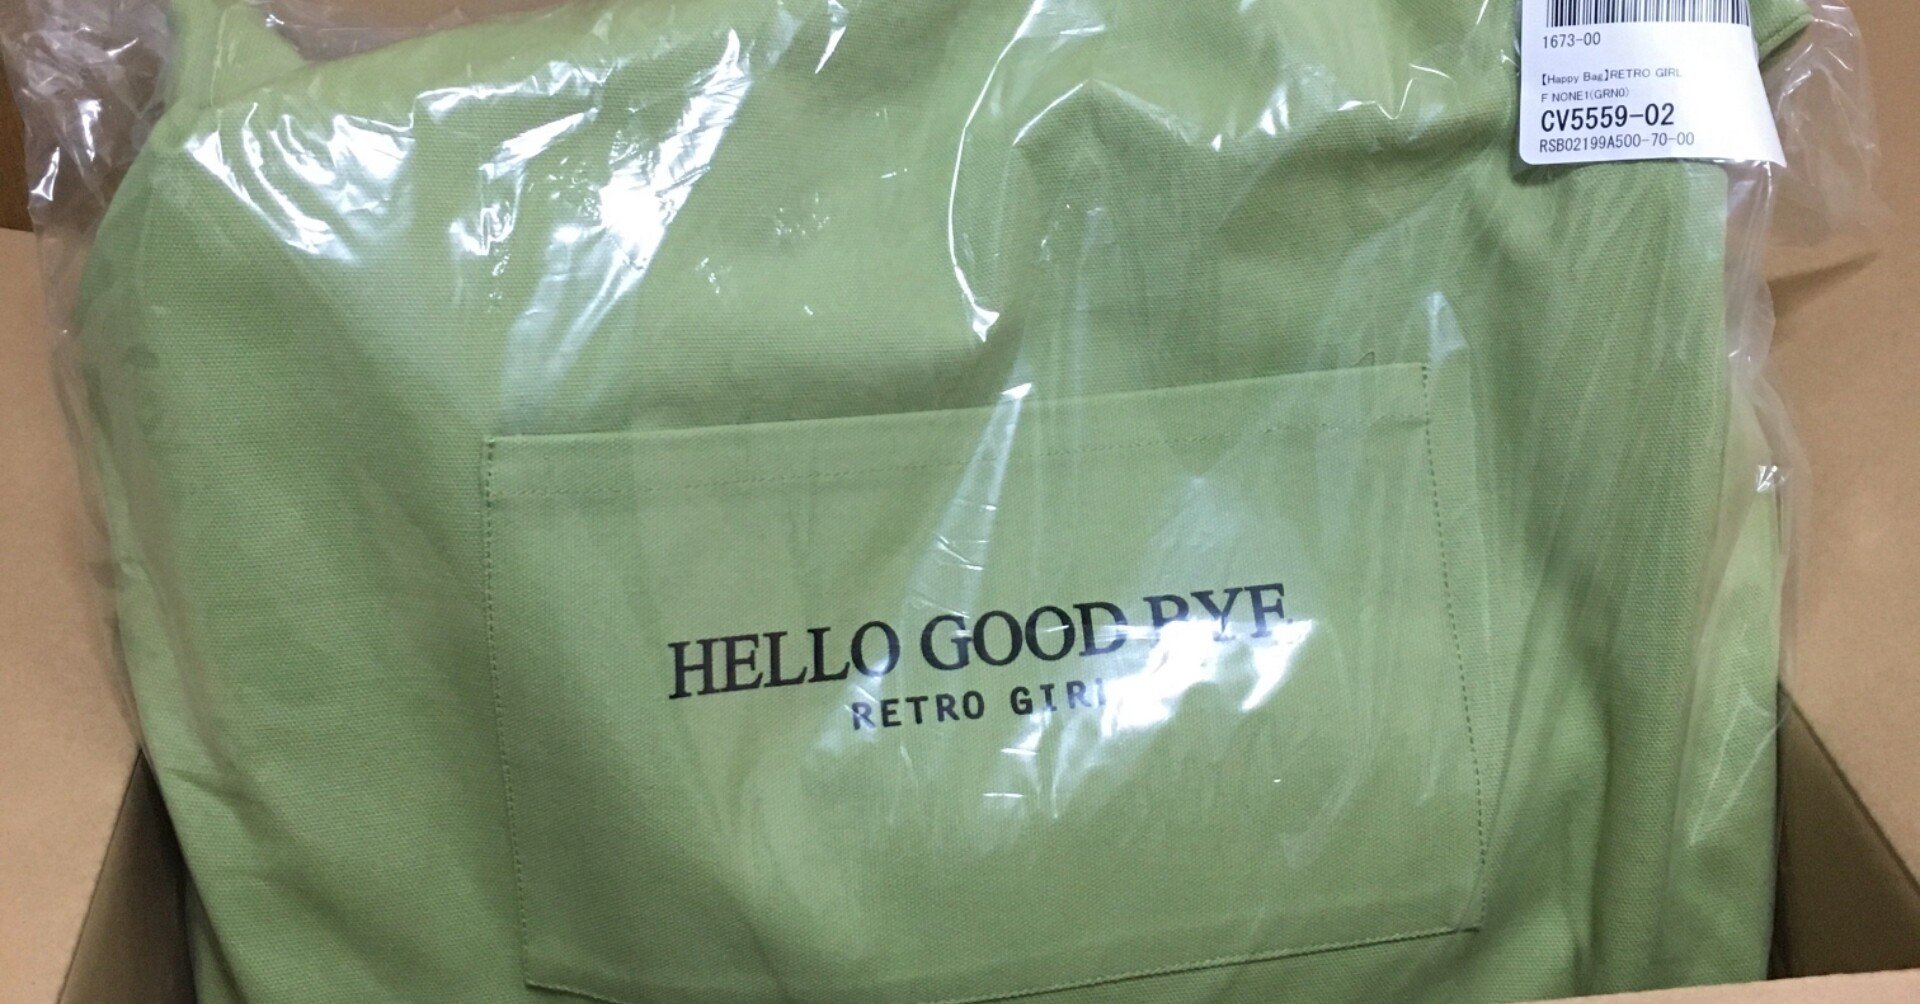 1673-00
【Happy Bag】RETRO GIRL
F NONE1(GRN0)
CV5559-02
RSB02199A500-70-00
HELLO GOOD BYE
RETRO GIRL